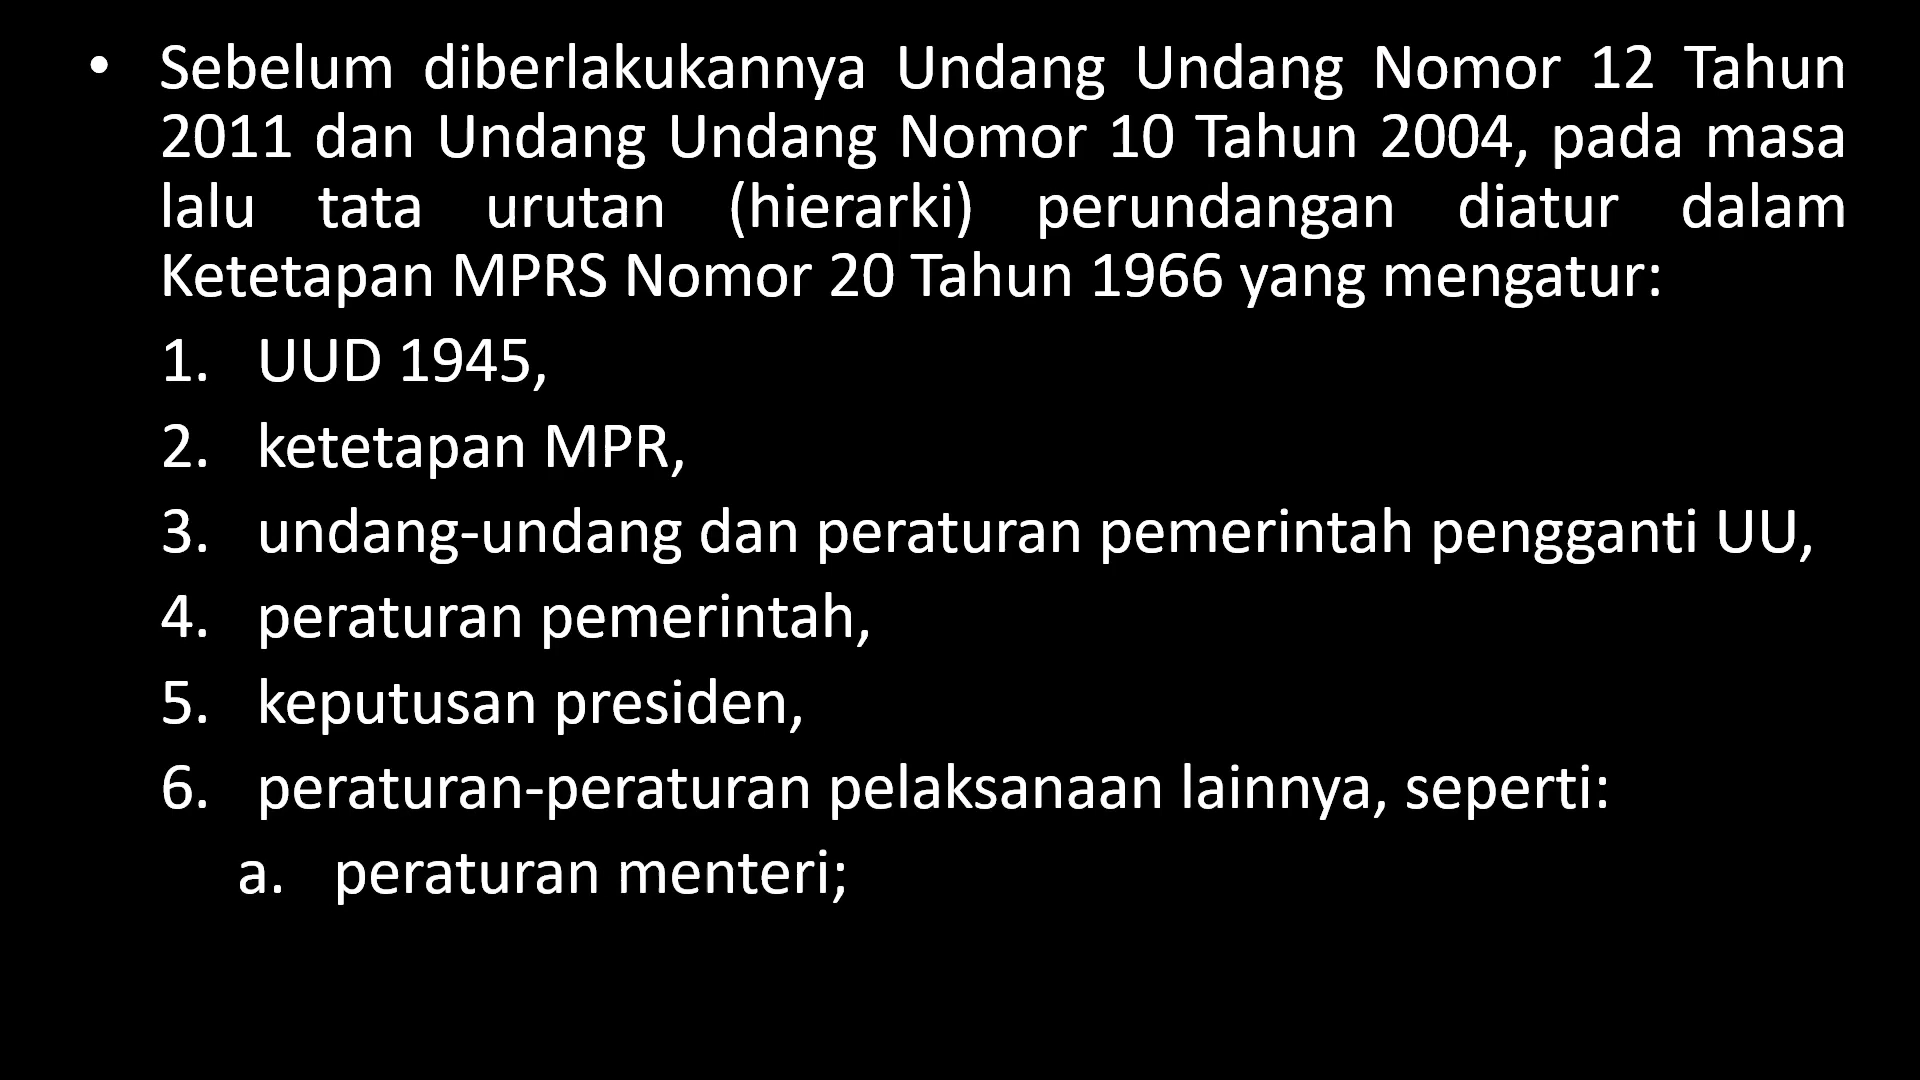 • Sebelum diberlakukannya Undang Undang Nomor 12 Tahun
2011 dan Undang Undang Nomor 10 Tahun 2004, pada masa
lalu tata urutan (hierarki) perundangan diatur dalam
Ketetapan MPRS Nomor 20 Tahun 1966 yang mengatur:
1. UUD 1945,
2. ketetapan MPR,
3. undang-undang dan peraturan pemerintah pengganti UU,
4. peraturan pemerintah,
5. keputusan presiden,
6. peraturan-peraturan pelaksanaan lainnya, seperti:
a. peraturan menteri;